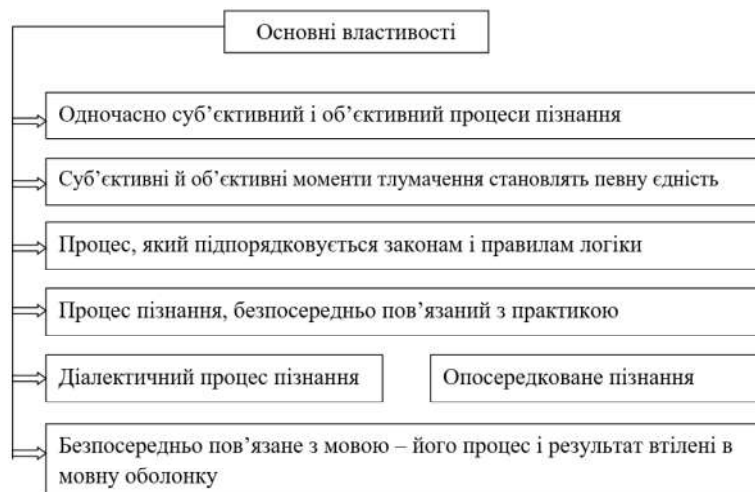 Основні властивості
Одночасно суб’єктивний і об’єктивний процеси пізнання
Суб’єктивні й об’єктивні моменти тлумачення становлять певну єдність
Процес, який підпорядковується законам і правилам логіки
Процес пізнання, безпосередньо пов’язаний з практикою
Діалектичний процес пізнання
Опосередковане пізнання
Безпосередньо пов’язане з мовою – його процес і результат втілені в
мовну оболонку